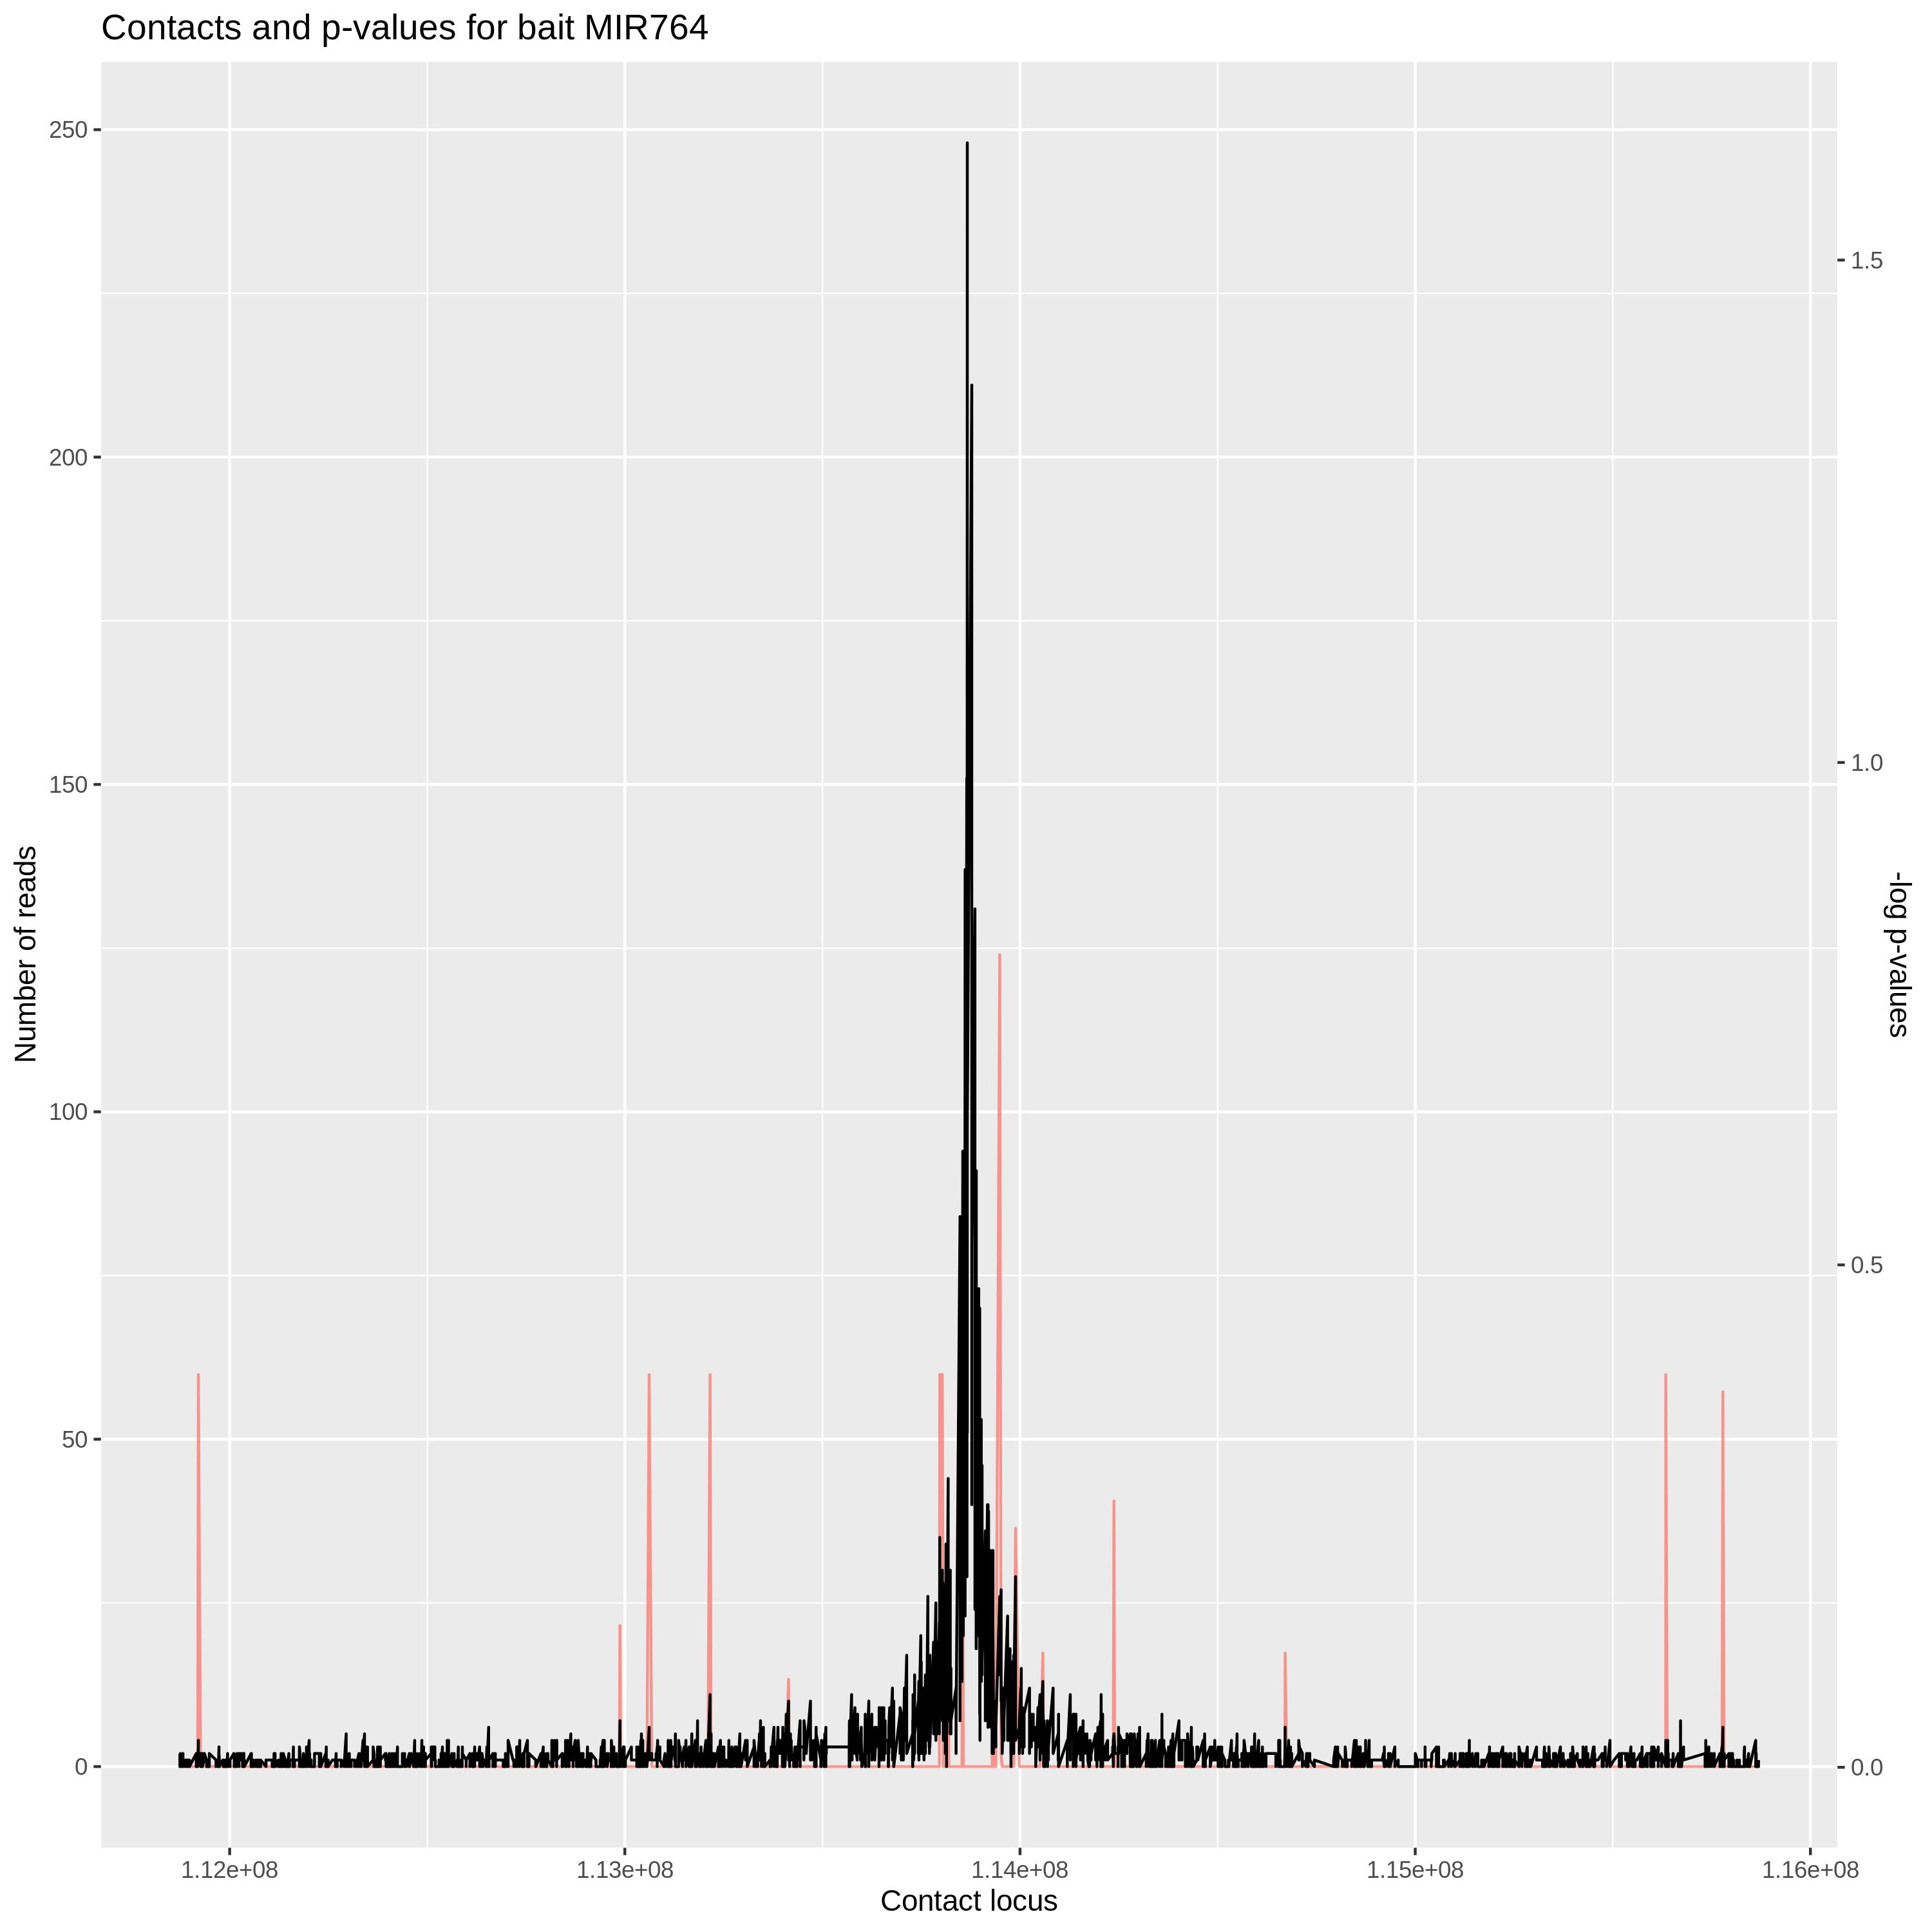 Contacts and p-values for bait MIR764
250
200
150
100
50
0
Number of reads
1.5
1.0
0.5
0.0
-log p-values
1.12e+08 1.13e+08 1.14e+08 1.15e+08 1.16e+08
Contact locus